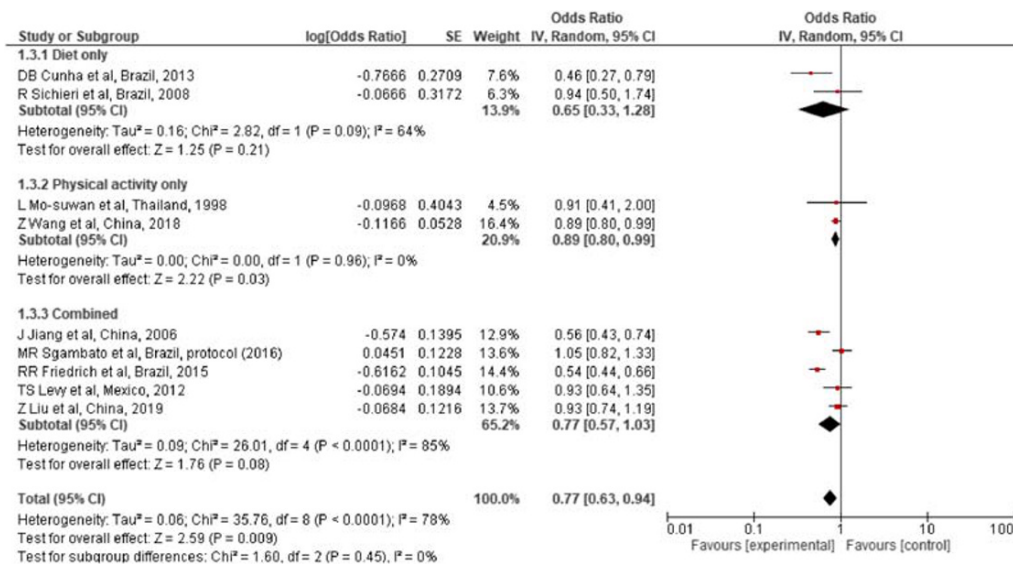 Odds Ratio Odds Ratio
Study or Subgroup log[Odds Ratio] SE Weight IV, Random, 95% CI IV, Random, 95% CI
1.3.1 Diet only
DB Cunha et al, Brazil, 2013 -0.7666 0.2709 7.6% 0.46 [0.27, 0.79]
R Sichieri et al, Brazil, 2008 -0.0666 0.3172 6.3% 0.94 [0.50, 1.74]
Subtotal (95% CI) 13.9% 0.65 [0.33, 1.28]
Heterogeneity: Tau² = 0.16; Chi² = 2.82, df = 1 (P = 0.09); I² = 64%
Test for overall effect: Z = 1.25 (P = 0.21)
1.3.2 Physical activity only
L Mo-suwan et al, Thailand, 1998 -0.0968 0.4043 4.5% 0.91 [0.41, 2.00]
Z Wang et al, China, 2018 -0.1166 0.0528 16.4% 0.89 [0.80, 0.99]
Subtotal (95% CI) 20.9% 0.89 [0.80, 0.99]
Heterogeneity: Tau² = 0.00; Chi² = 0.00, df = 1 (P = 0.96); I² = 0%
Test for overall effect: Z = 2.22 (P = 0.03)
1.3.3 Combined
J Jiang et al, China, 2006 -0.574 0.1395 12.9% 0.56 [0.43, 0.74]
MR Sgambato et al, Brazil, protocol (2016) 0.0451 0.1228 13.6% 1.05 [0.82, 1.33]
RR Friedrich et al, Brazil, 2015 -0.6162 0.1045 14.4% 0.54 [0.44, 0.66]
TS Levy et al, Mexico, 2012 -0.0694 0.1894 10.6% 0.93 [0.64, 1.35]
Z Liu et al, China, 2019 -0.0684 0.1216 13.7% 0.93 [0.74, 1.19]
Subtotal (95% CI) 65.2% 0.77 [0.57, 1.03]
Heterogeneity: Tau² = 0.09; Chi² = 26.01, df = 4 (P < 0.0001); I² = 85%
Test for overall effect: Z = 1.76 (P = 0.08)
Total (95% CI) 100.0% 0.77 [0.63, 0.94]
Heterogeneity: Tau² = 0.06; Chi² = 35.76, df = 8 (P < 0.0001); I² = 78%
Test for overall effect: Z = 2.59 (P = 0.009)
Test for subgroup differences: Chi² = 1.60, df = 2 (P = 0.45), I² = 0%
0.01 0.1 1 10 100
Favours [experimental] Favours [control]